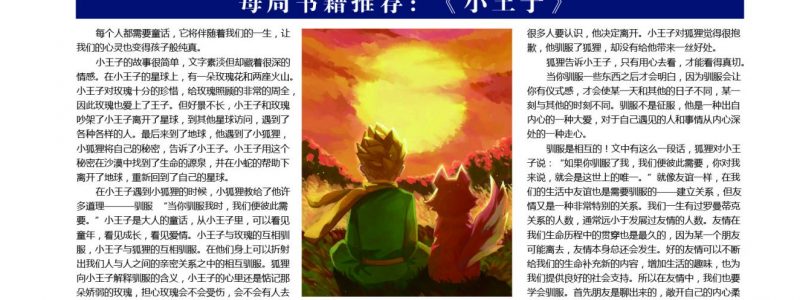 每周书籍推荐：《小王子》
每个人都需要童话，它将伴随着我们的一生，让
我们的心灵也变得孩子般纯真。
小王子的故事很简单，文字素淡但却蕴着很深的
情感。在小王子的星球上，有一朵玫瑰花和两座火山。
小王子对玫瑰十分的珍惜，给玫瑰照顾的非常的周全，
因此玫瑰也爱上了王子。但好景不长，小王子和玫瑰
吵架了小王子离开了星球，到其他星球访问，遇到了
各种各样的人。最后来到了地球，他遇到了小狐狸，
小狐狸将自己的秘密，告诉了小王子。小王子用这个
秘密在沙漠中找到了生命的源泉，并在小蛇的帮助下
离开了地球，重新回到了自己的星球。
在小王子遇到小狐狸的时候，小狐狸教给了他许
多道理———驯服 “当你驯服我时，我们便彼此需
要。”小王子是大人的童话，从小王子里，可以看见
童年，看见成长，看见爱情。小王子与玫瑰的互相驯
服，小王子与狐狸的互相驯服。在他们身上可以折射
出我们人与人之间的亲密关系之中的相互驯服。狐狸
向小王子解释驯服的含义，小王子的心里还是惦记那
朵娇弱的玫瑰，担心玫瑰会不会受伤，会不会有人去
很多人要认识，他决定离开。小王子对狐狸觉得很抱
歉，他驯服了狐狸，却没有给他带来一丝好处。
狐狸告诉小王子，只有用心去看，才能看得真切。
当你驯服一些东西之后才会明白，因为驯服会让
你有仪式感，才会使某一天和其他的日子不同，某一
刻与其他的时刻不同。驯服不是征服，他是一种出自
内心的一种大爱，对于自己遇见的人和事情从内心深
处的一种走心。
驯服是相互的！文中有这么一段话，狐狸对小王
子说：“如果你驯服了我，我们便彼此需要，你对我
来说，就会是这世上的唯一。”就像友谊一样，在我
们的生活中友谊也是需要驯服的——建立关系，但友
情又是一种非常特别的关系。我们一生有过罗曼蒂克
关系的人数，通常远小于发展过友情的人数。友情在
我们生命历程中的贯穿也是最久的，因为某一个朋友
可能离去，友情本身总还会发生。好的友情可以不断
给我们的生命补充新的内容，增加生活的趣味，也为
我们提供良好的社会支持。所以在友情中，我们也要
学会驯服。首先朋友是聊出来的，敞开自己的内心柔